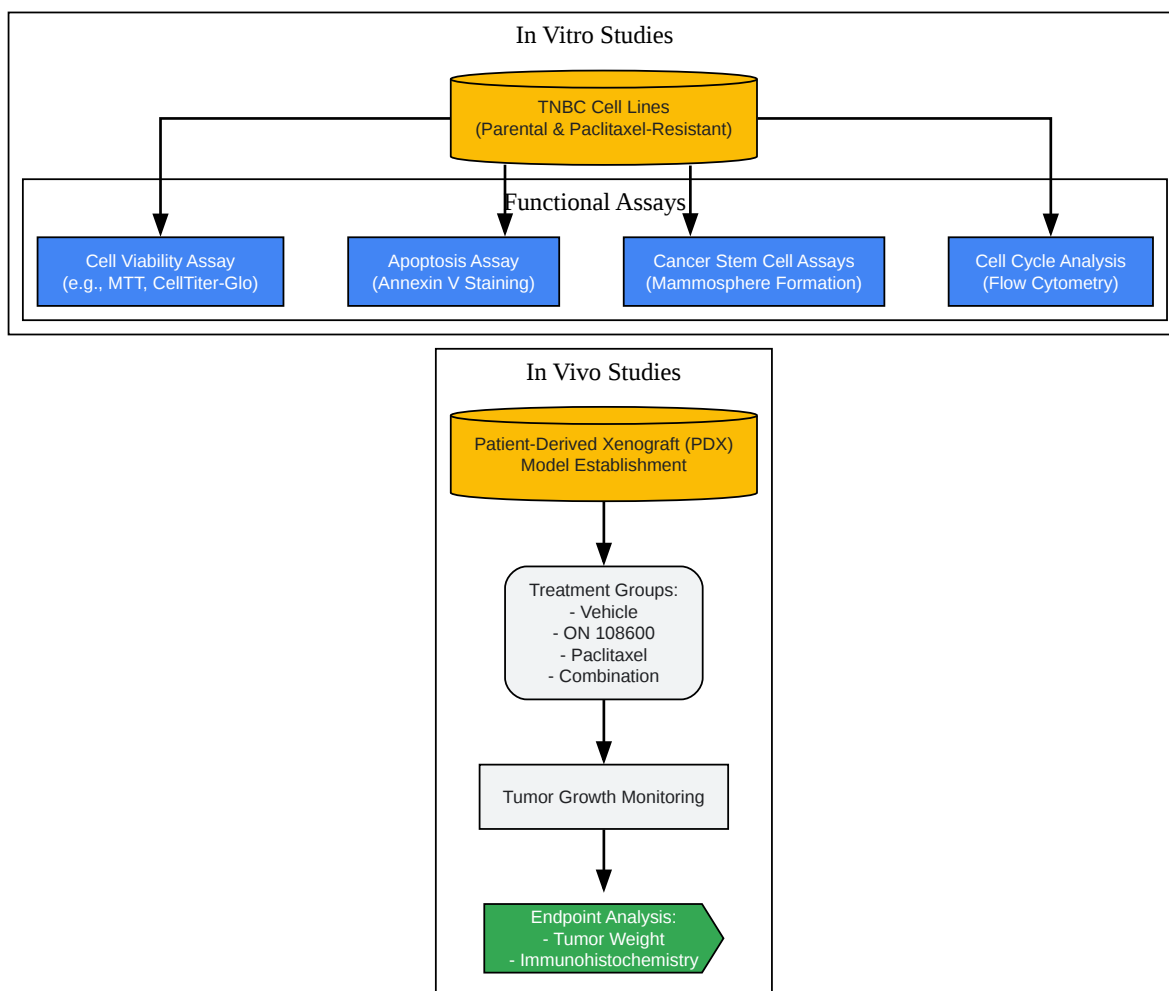 In Vitro Studies
TNBC Cell Lines
(Parental & Paclitaxel-Resistant)
Functional Assays
Cell Viability Assay
(e.g., MTT, CellTiter-Glo)
Apoptosis Assay
(Annexin V Staining)
Cancer Stem Cell Assays
(Mammosphere Formation)
Cell Cycle Analysis
(Flow Cytometry)
In Vivo Studies
Patient-Derived Xenograft (PDX)
Model Establishment
Treatment Groups:
- Vehicle
- ON 108600
- Paclitaxel
- Combination
Tumor Growth Monitoring
Endpoint Analysis:
- Tumor Weight
- Immunohistochemistry